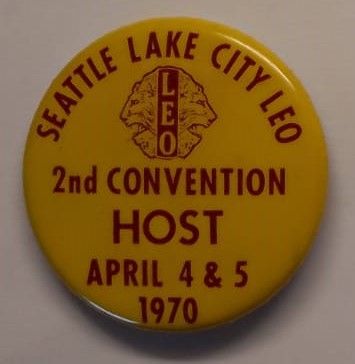 SEATTLE LAKE CITY LEO
LEO
2nd CONVENTION
HOST
APRIL 4 & 5
1970